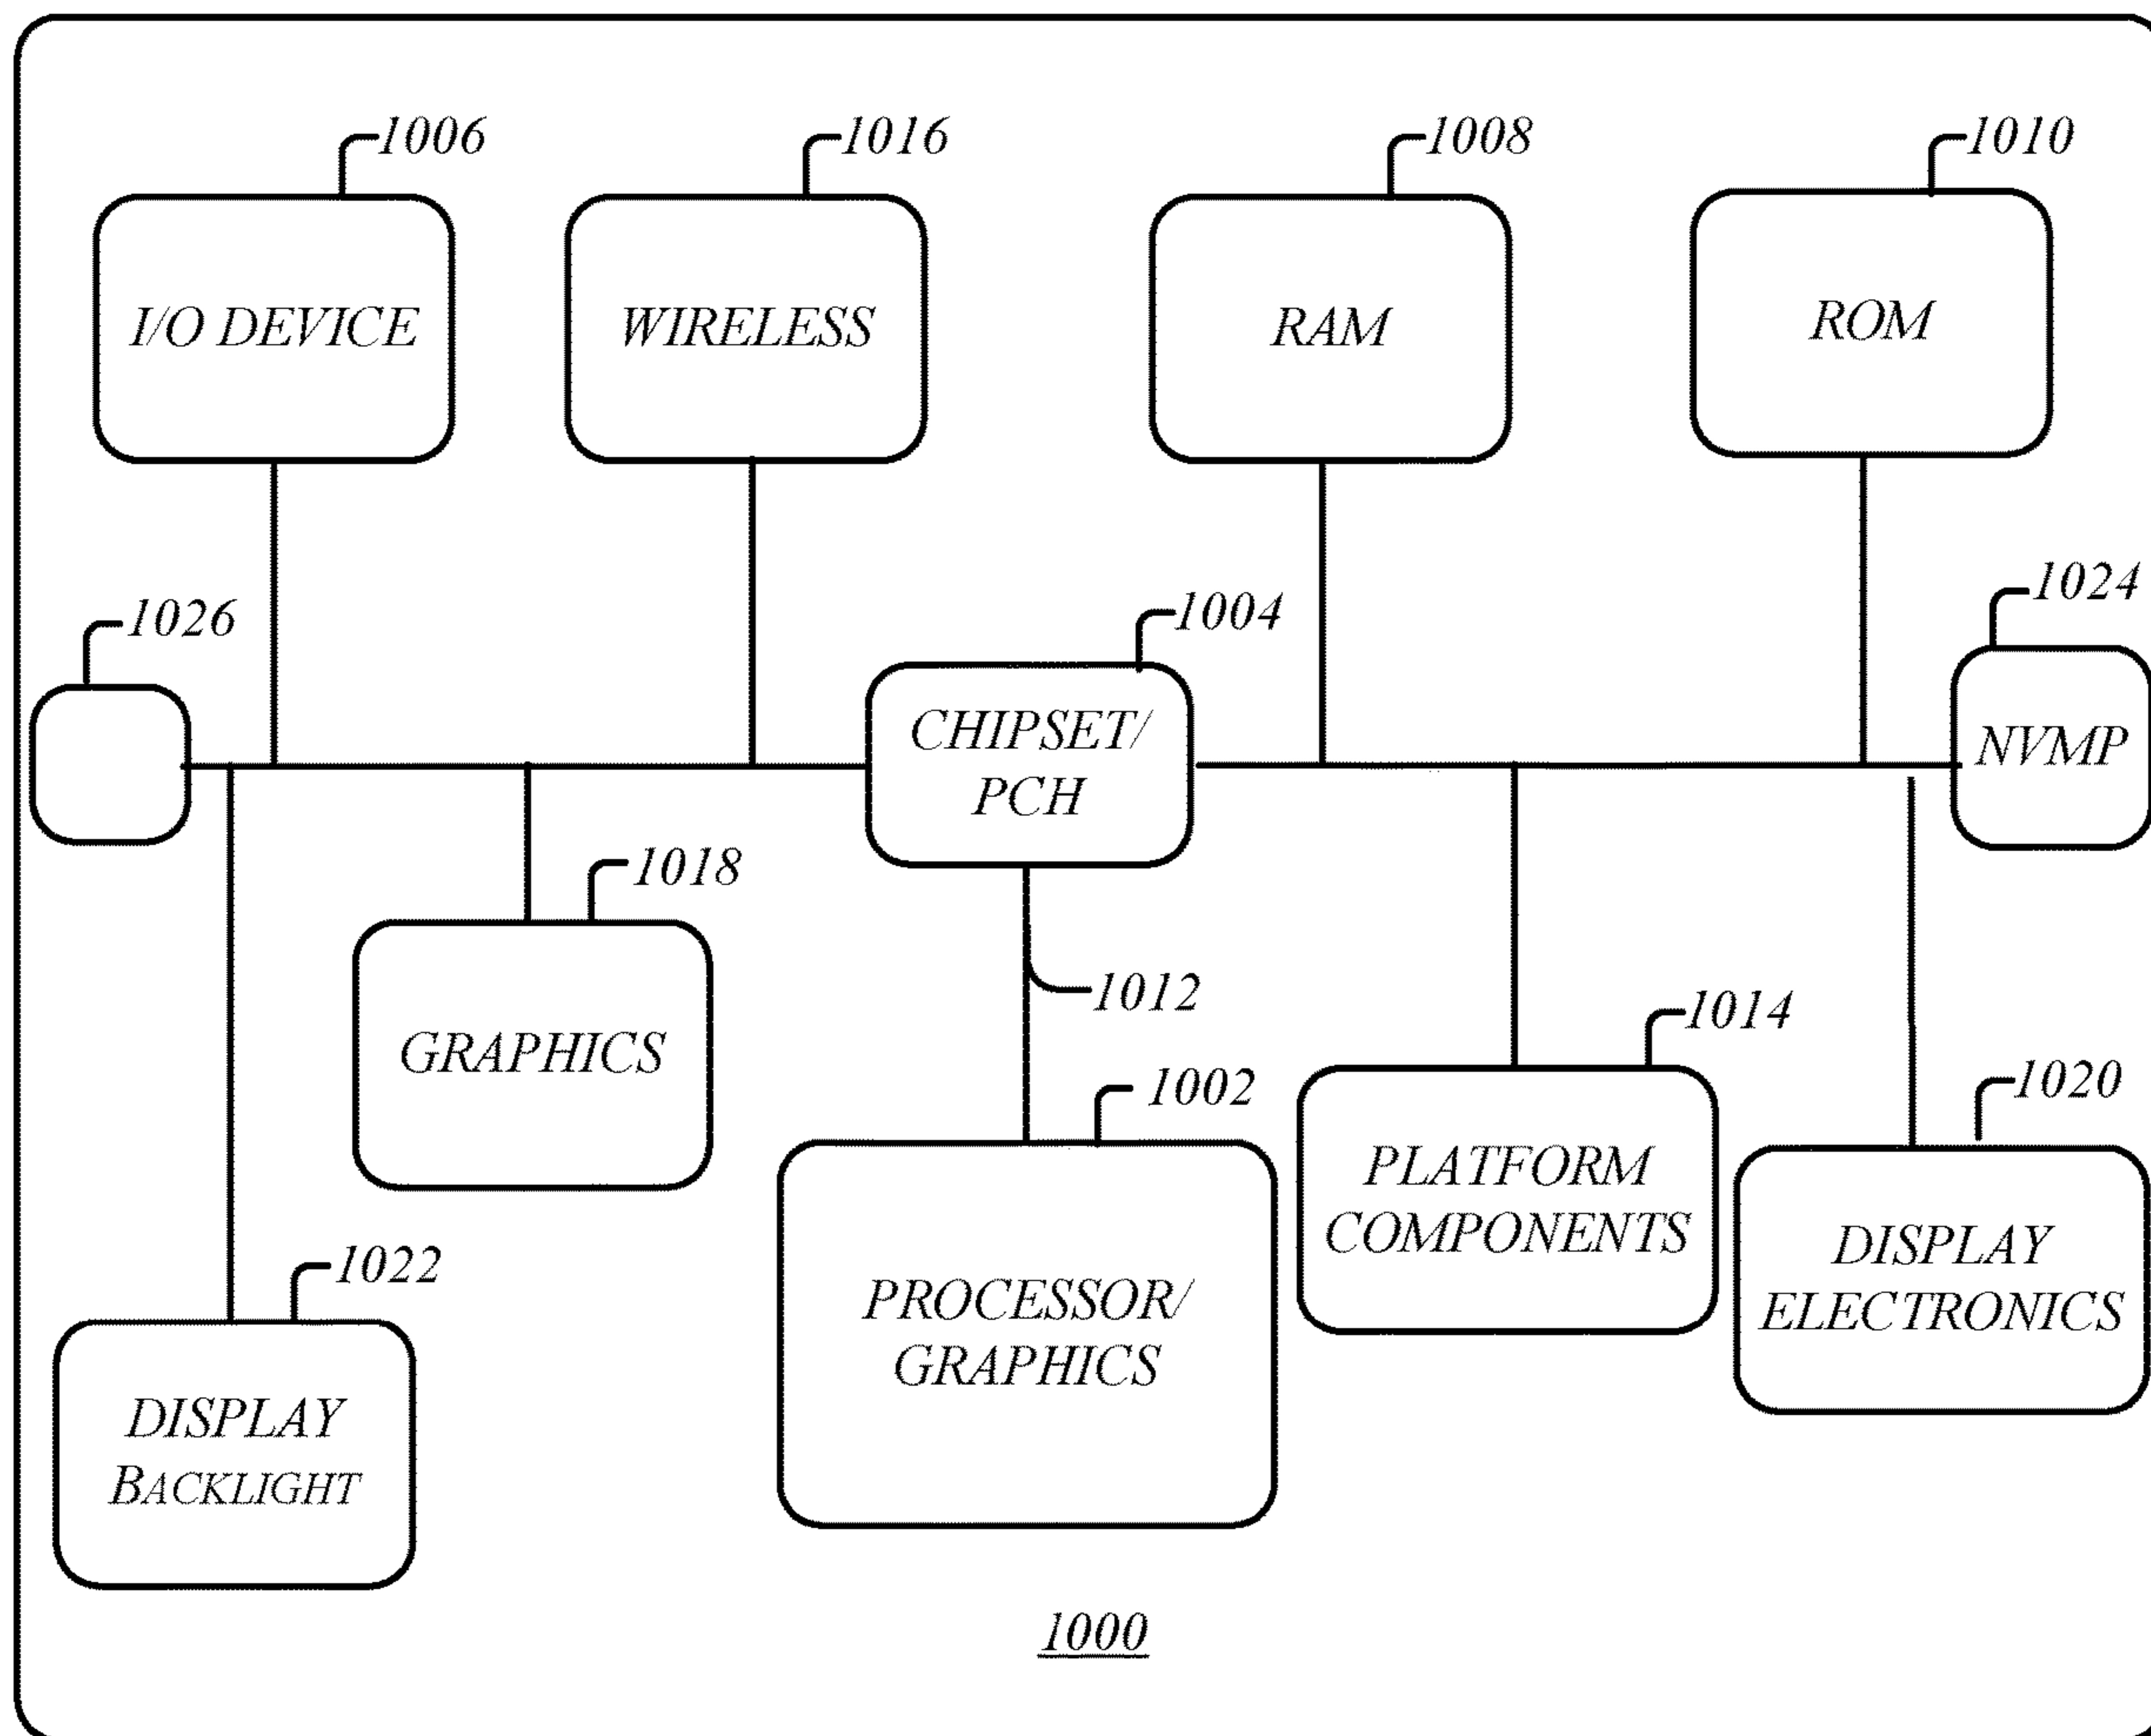 1006
1016
1008
1010
I/O DEVICE
WIRELESS
RAM
ROM
1026
1004
1024
CHIPSET/
PCH
NVMP
1018
1012
1014
GRAPHICS
1002
1020
PLATFORM
COMPONENTS
DISPLAY
ELECTRONICS
1022
PROCESSOR/
GRAPHICS
DISPLAY
BACKLIGHT
1000